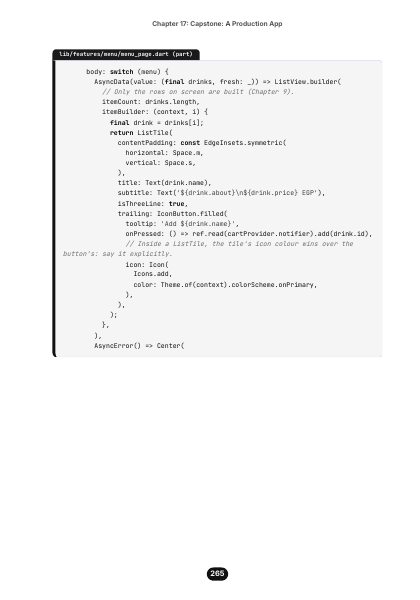 Chapter 17: Capstone: A Production App
lib/features/menu/menu_page.dart (part)
body: switch (menu) {
AsyncData(value: (final drinks, fresh: _)) => ListView.builder(
// Only the rows on screen are built (Chapter 9).
itemCount: drinks.length,
itemBuilder: (context, i) {
final drink = drinks[i];
return ListTile(
contentPadding: const EdgeInsets.symmetric(
horizontal: Space.m,
vertical: Space.s,
),
title: Text(drink.name),
subtitle: Text('${drink.about}\n${drink.price} EGP'),
isThreeLine: true,
trailing: IconButton.filled(
tooltip: 'Add ${drink.name}',
onPressed: () => ref.read(cartProvider.notifier).add(drink.id),
// Inside a ListTile, the tile's icon colour wins over the
button's: say it explicitly.
icon: Icon(
Icons.add,
color: Theme.of(context).colorScheme.onPrimary,
),
),
);
},
),
AsyncError() => Center(
265